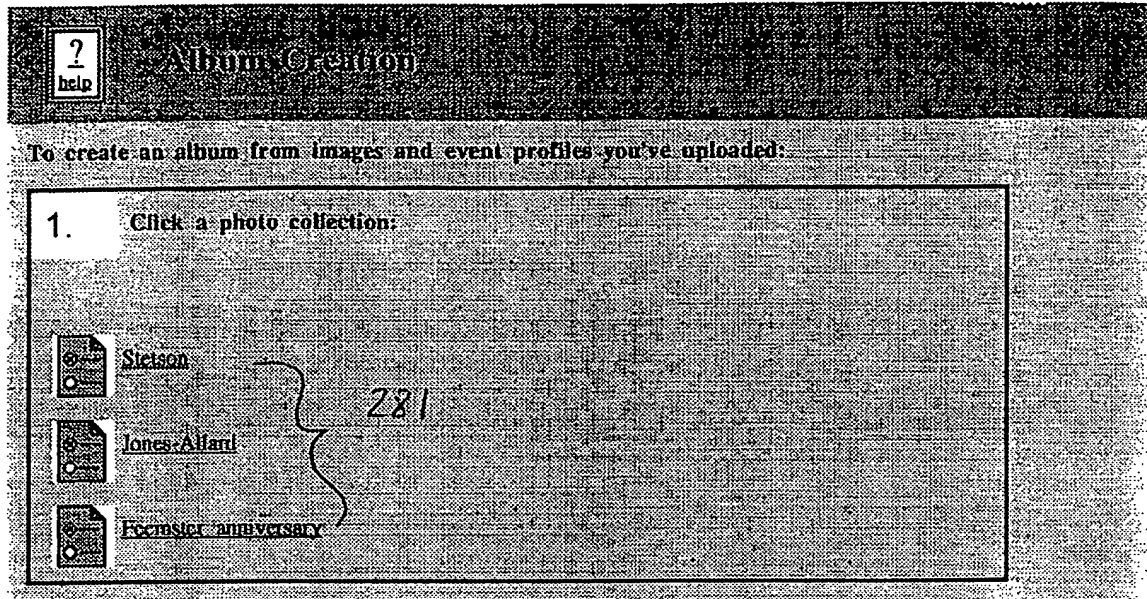 ?
help
Album Creation
To create an album from images and event profiles you've uploaded:
1. Click a photo collection:
Stetson
281
Jones-Allard
Feemster anniversary